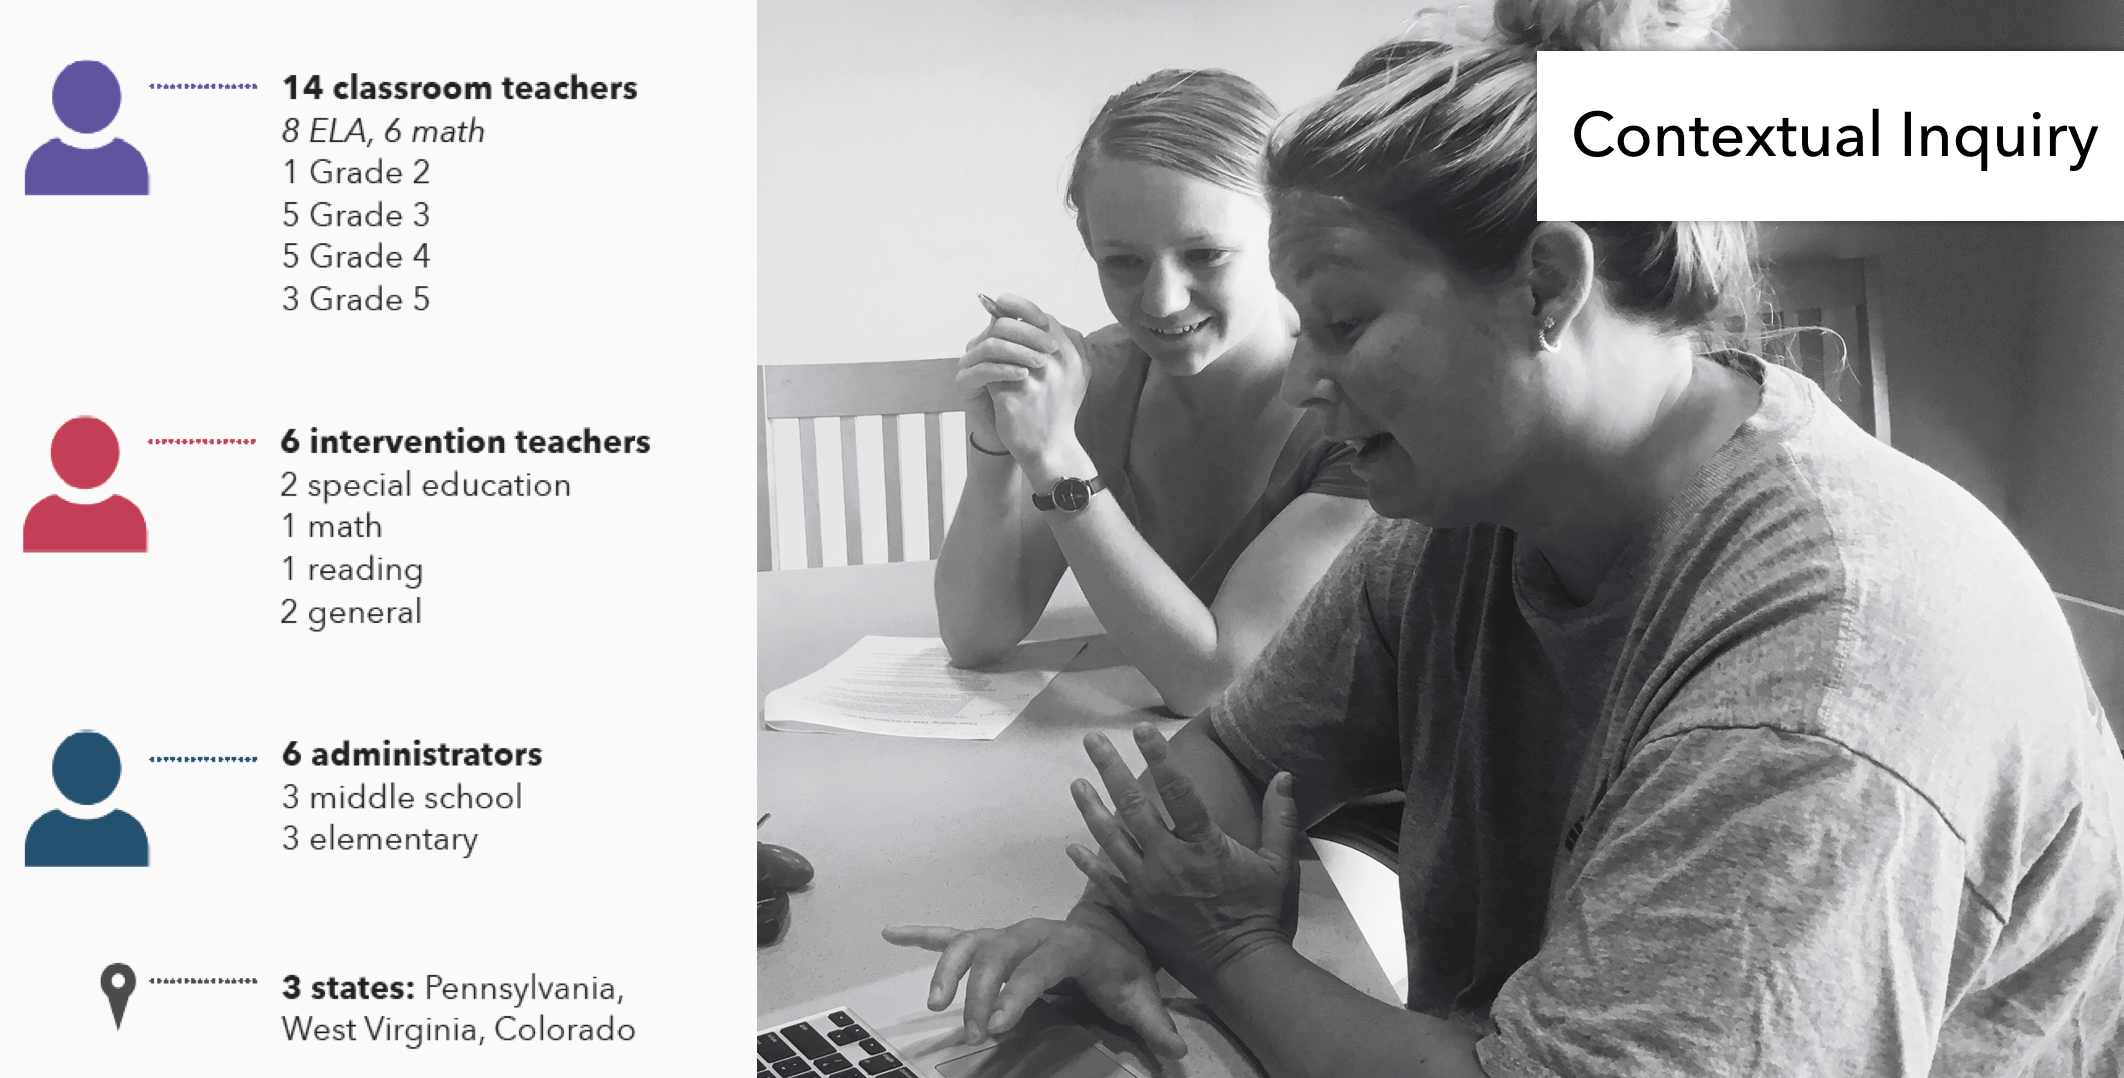 14 classroom teachers
8 ELA, 6 math
1 Grade 2
5 Grade 3
5 Grade 4
3 Grade 5
6 intervention teachers
2 special education
1 math
1 reading
2 general
6 administrators
3 middle school
3 elementary
3 states: Pennsylvania,
West Virginia, Colorado
Contextual Inquiry